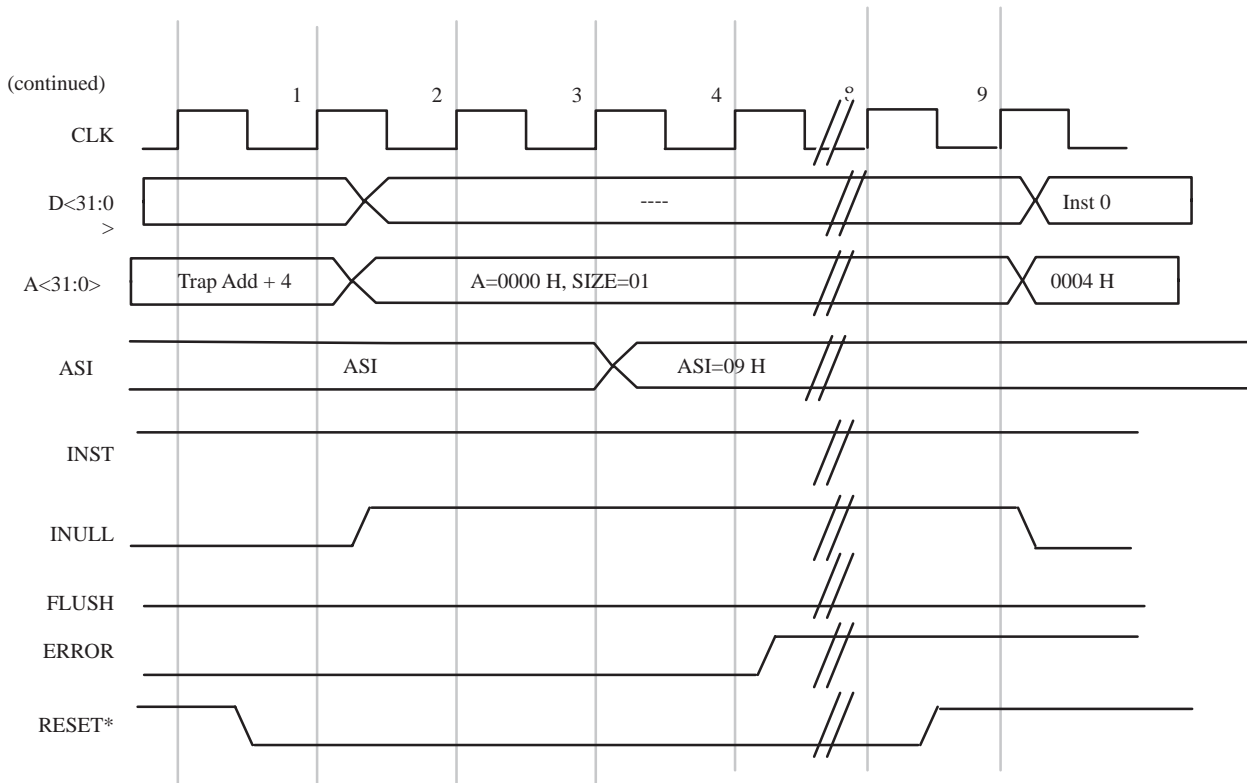 (continued)
1 2 3 4 8 9
CLK
D<31:0
>
---- Inst 0
A<31:0> Trap Add + 4 A=0000 H, SIZE=01 0004 H
ASI ASI ASI=09 H
INST
INULL
FLUSH
ERROR
RESET*